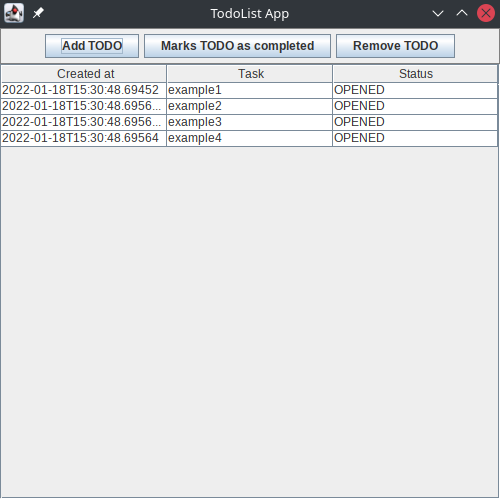 TodoList App
Add TODO Marks TODO as completed Remove TODO
Created at Task Status
2022-01-18T15:30:48.69452 example1 OPENED
2022-01-18T15:30:48.6956... example2 OPENED
2022-01-18T15:30:48.6956... example3 OPENED
2022-01-18T15:30:48.69564 example4 OPENED